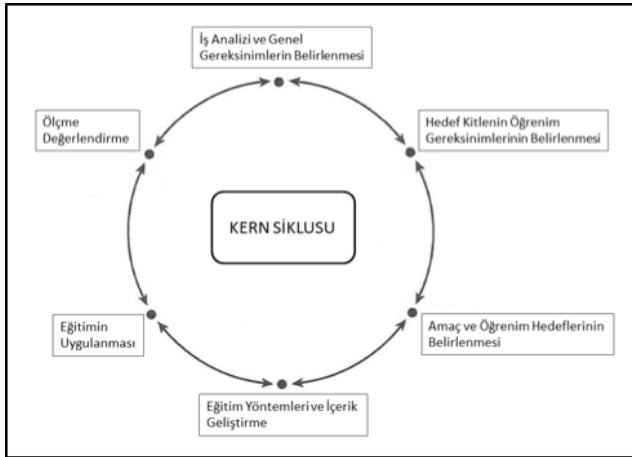 İş Analizi ve Genel
Gereksinimlerin Belirlenmesi
Hedef Kitlenin Öğrenim
Gereksinimlerinin Belirlenmesi
Amaç ve Öğrenim Hedeflerinin
Belirlenmesi
Eğitim Yöntemleri ve İçerik
Geliştirme
Eğitimin
Uygulanması
Ölçme
Değerlendirme
KERN SİKLUSU